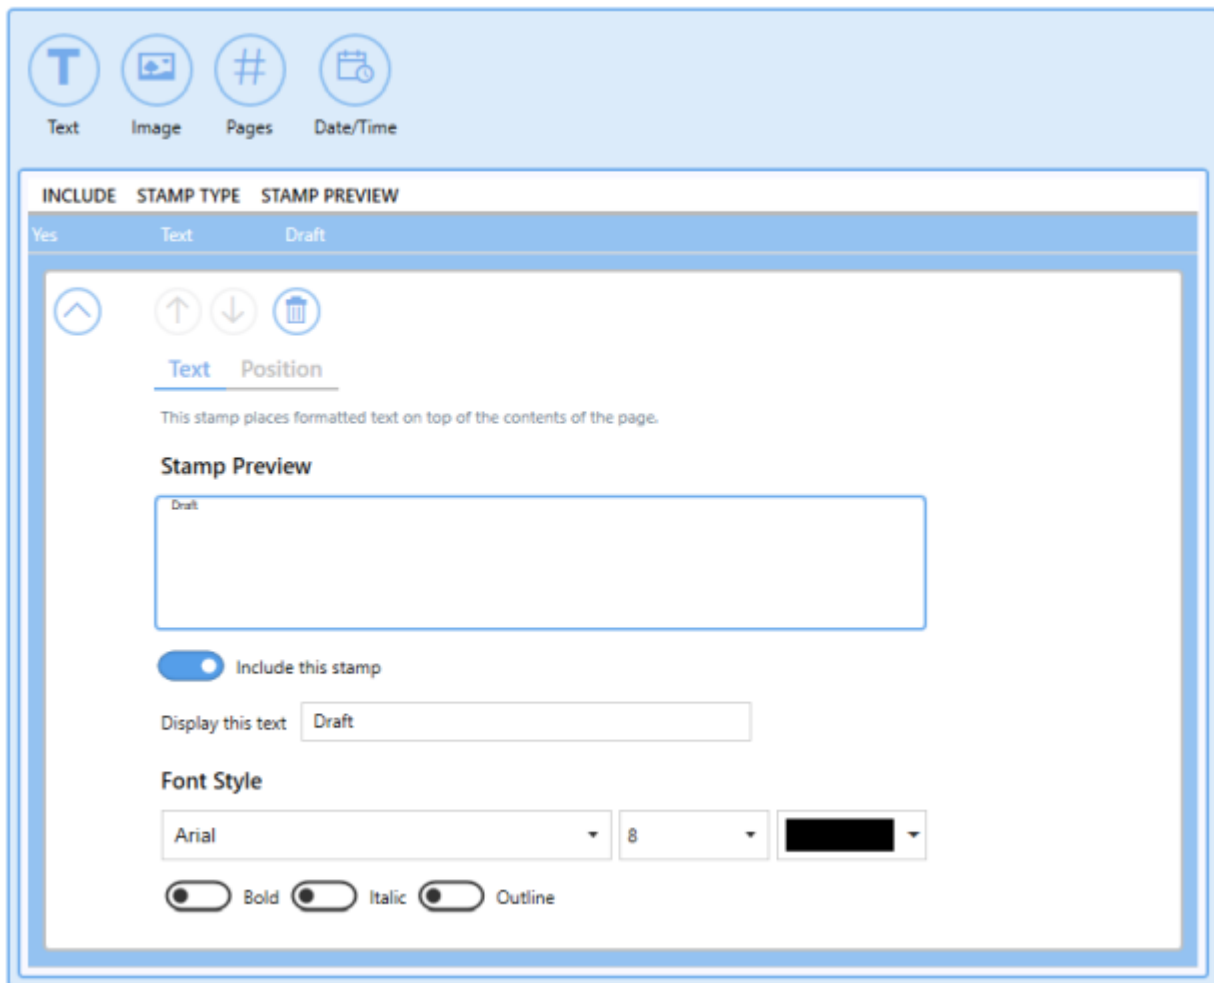 Text Image Pages Date/Time
INCLUDE STAMP TYPE STAMP PREVIEW
Yes Text Draft
Text Position
This stamp places formatted text on top of the contents of the page.
Stamp Preview
Draft
Include this stamp
Display this text Draft
Font Style
Arial 8
Bold Italic Outline